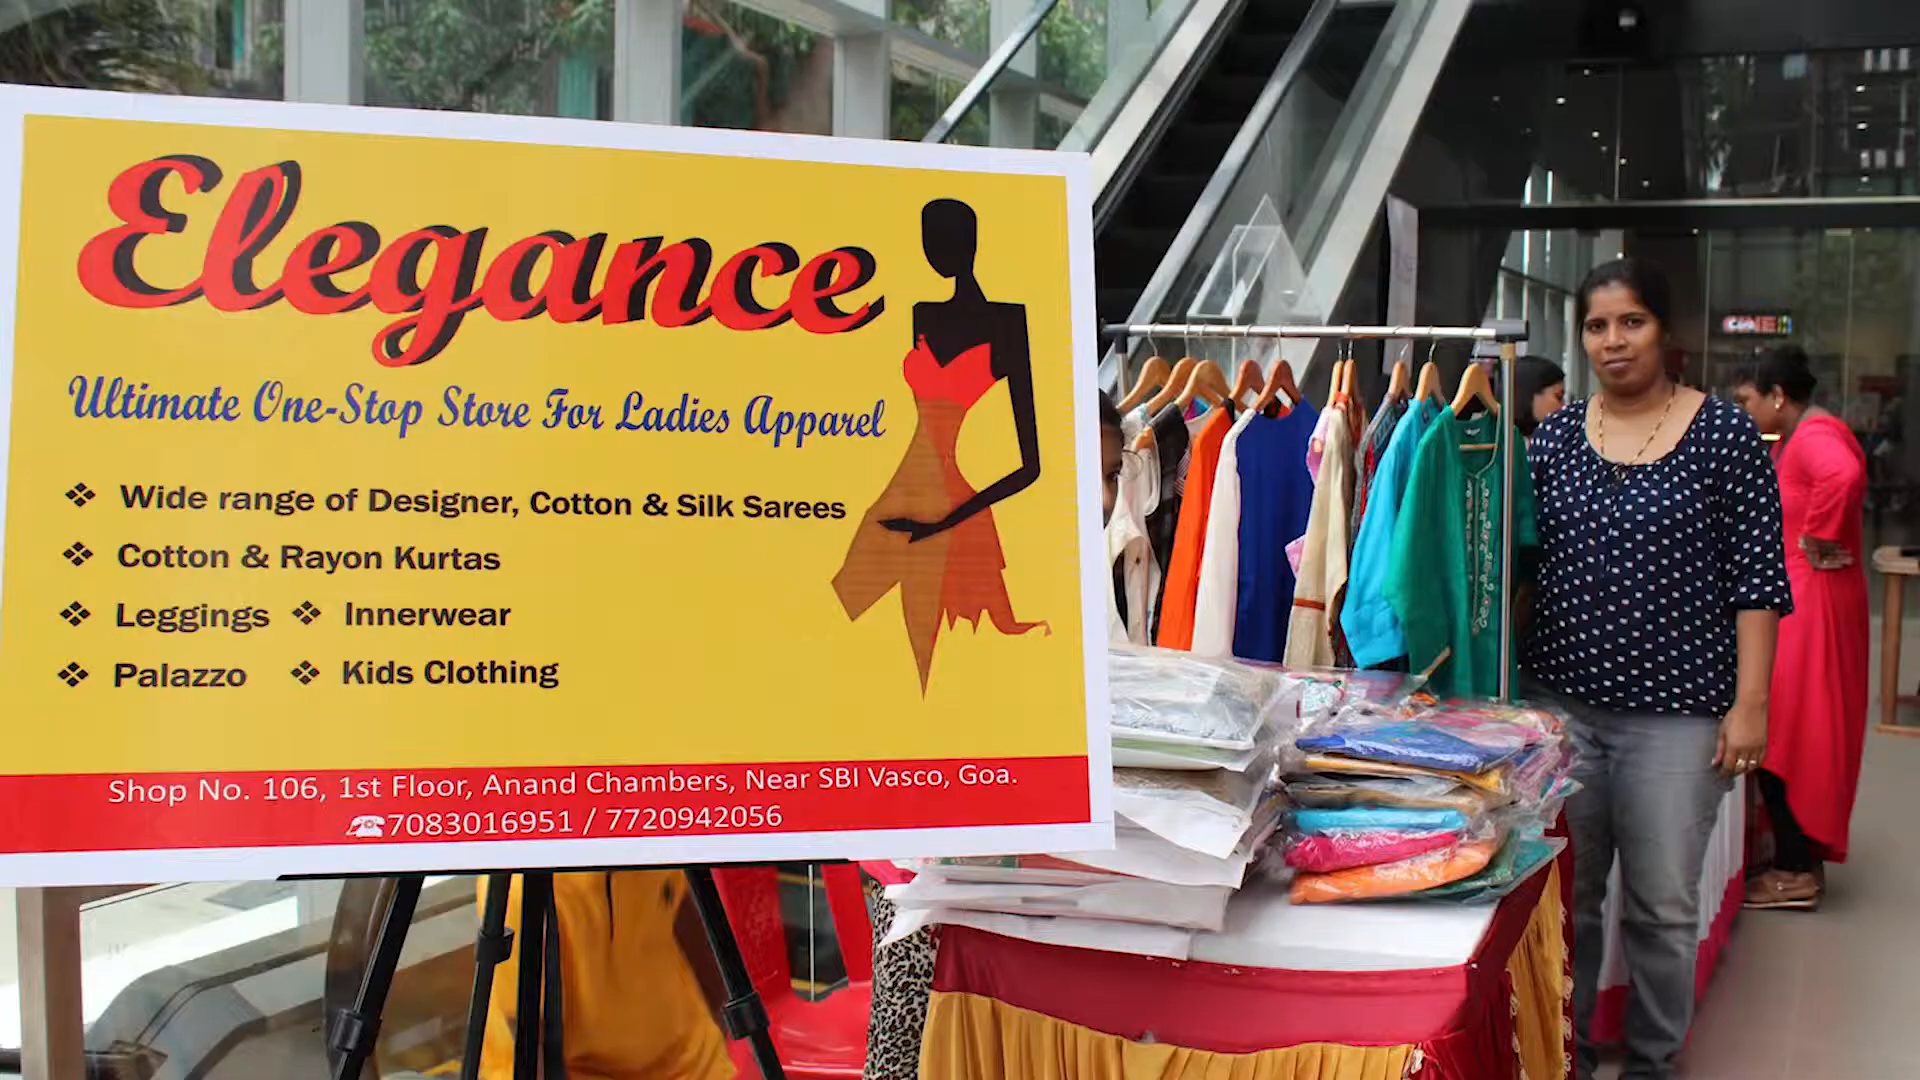 Elegance
Ultimate One-Stop Store For Ladies Apparel
Wide range of Designer, Cotton & Silk Sarees
Cotton & Rayon Kurtas
Leggings Innerwear
Palazzo Kids Clothing
Shop No. 106, 1st Floor, Anand Chambers, Near SBI Vasco, Goa.
7083016951 / 7720942056